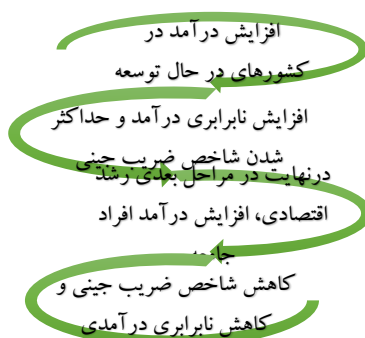 افزایش درآمد در
کشورهای در حال توسعه
افزایش نابرابری درآمد و حداکثر
شدن شاخص ضریب جینی
درنهایت در مراحل بعدی رشد
اقتصادی، افزایش درآمد افراد
جامعه
کاهش شاخص ضریب جینی و
کاهش نابرابری درآمدی